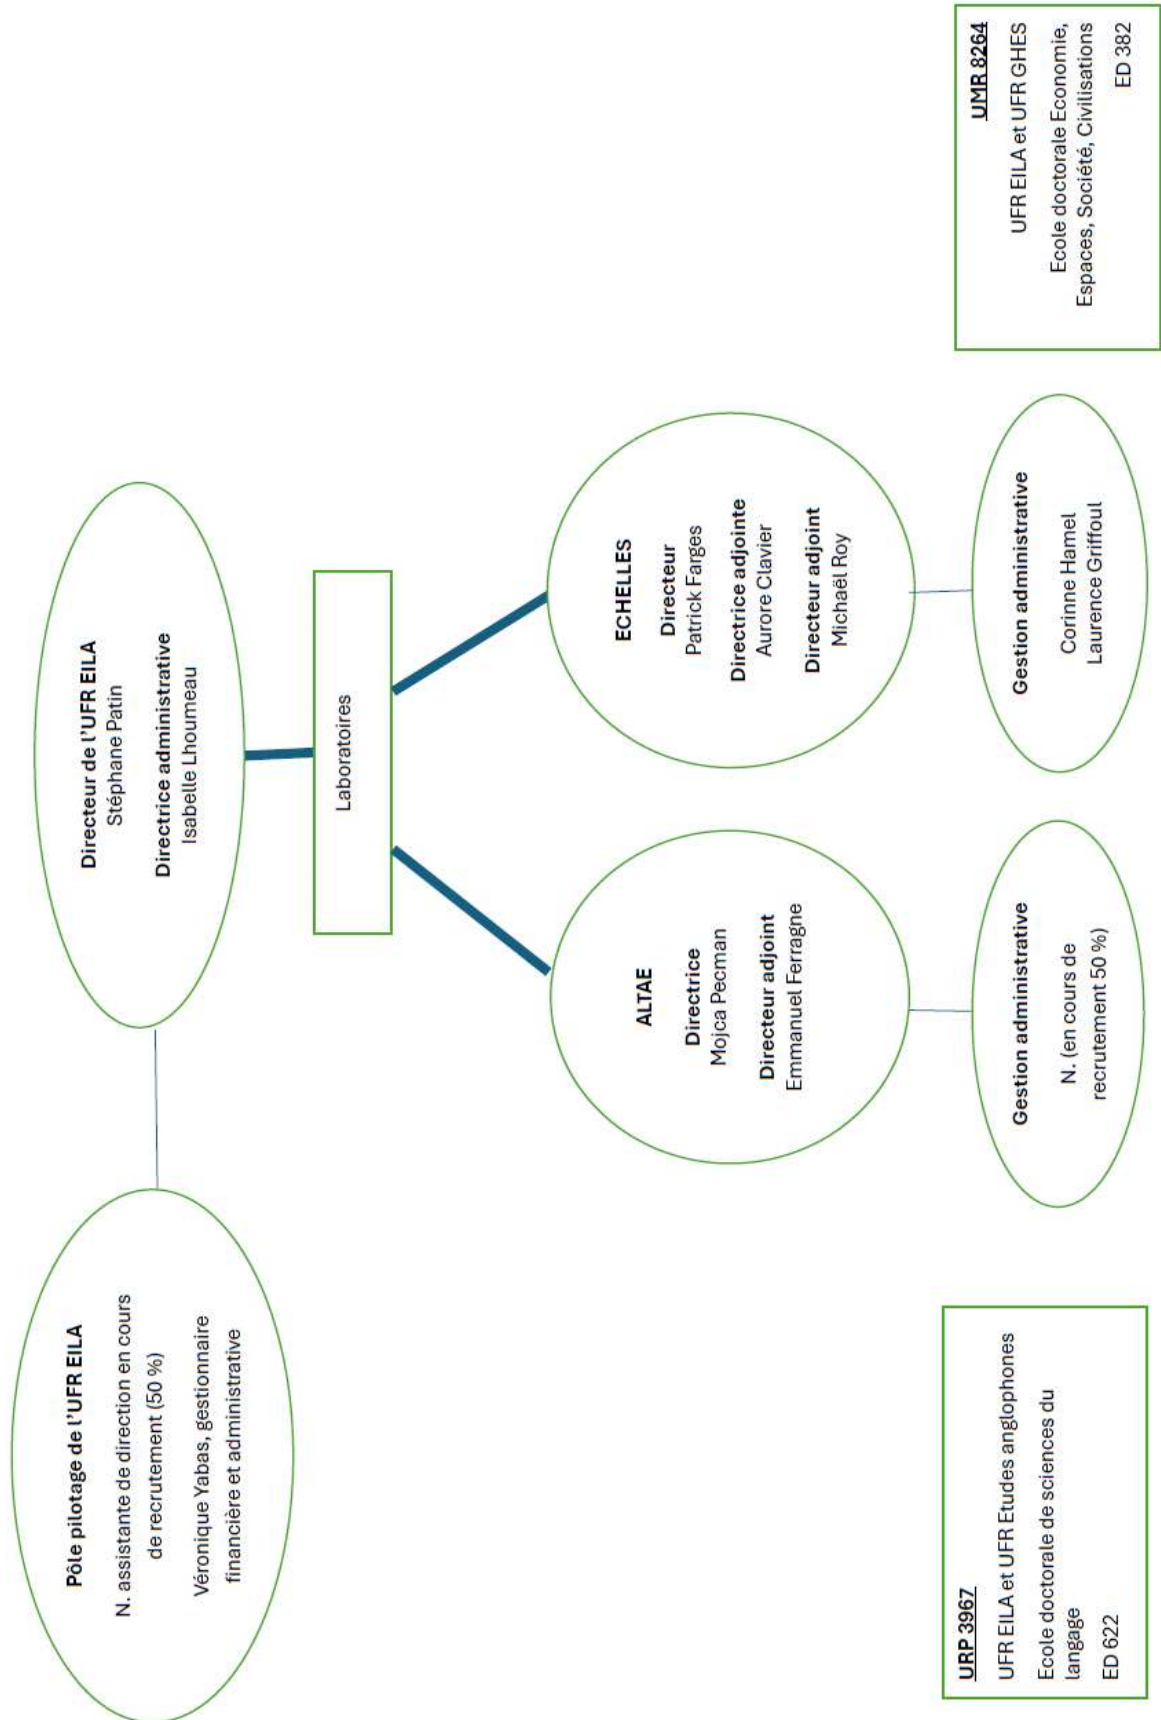 Pôle pilotage de l'UFR EILA
N. assistante de direction en cours
de recrutement (50 %)
Véronique Yabas, gestionnaire
financière et administrative
Directeur de l'UFR EILA
Stéphane Patin
Directrice administrative
Isabelle Lhoumeau
Laboratoires
ALTAE
Directrice
Mojca Pecman
Directeur adjoint
Emmanuel Ferragne
ECHELLES
Directeur
Patrick Farges
Directrice adjointe
Aurore Clavier
Directeur adjoint
Michaël Roy
URP 3967
UFR EILA et UFR Etudes anglophones
Ecole doctorale de sciences du
langage
ED 622
Gestion administrative
N. (en cours de
recrutement 50 %)
Gestion administrative
Corinne Hamel
Laurence Griffoul
UMR 8264
UFR EILA et UFR GHES
Ecole doctorale Economie,
Espaces, Société, Civilisations
ED 382